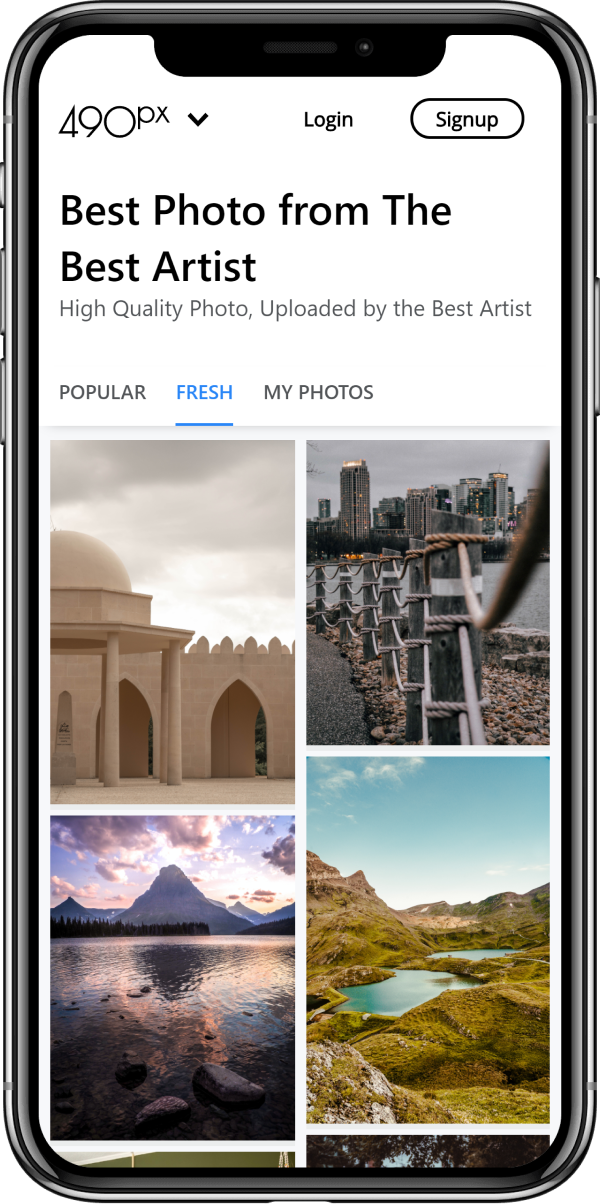 490px
Login
Signup
Best Photo from The
Best Artist
High Quality Photo, Uploaded by the Best Artist
POPULAR
FRESH
MY PHOTOS